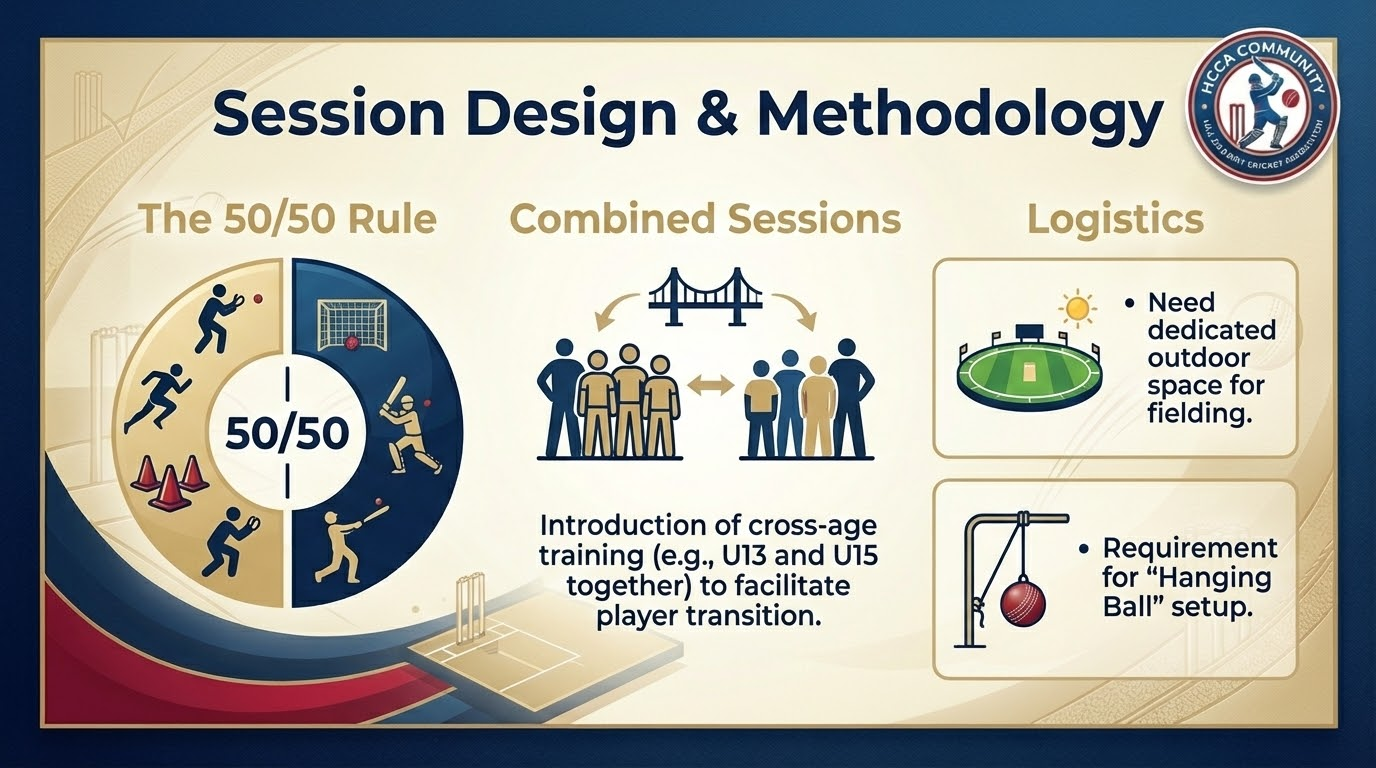 Session Design & Methodology
HCCA COMMUNITY
CRICKET ASSOCIATION
The 50/50 Rule
50/50
Combined Sessions
Introduction of cross-age
training (e.g., U13 and U15
together) to facilitate
player transition.
Logistics
• Need
dedicated
outdoor
space for
fielding.
• Requirement
for “Hanging
Ball” setup.